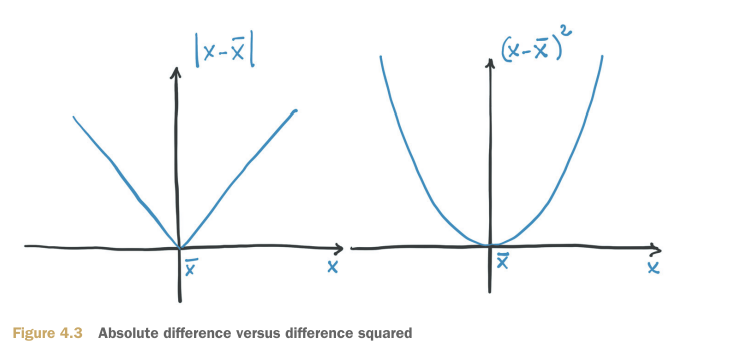 |x-x̄|
(x-x̄)²
x̄
x
x̄
x
Figure 4.3 Absolute difference versus difference squared